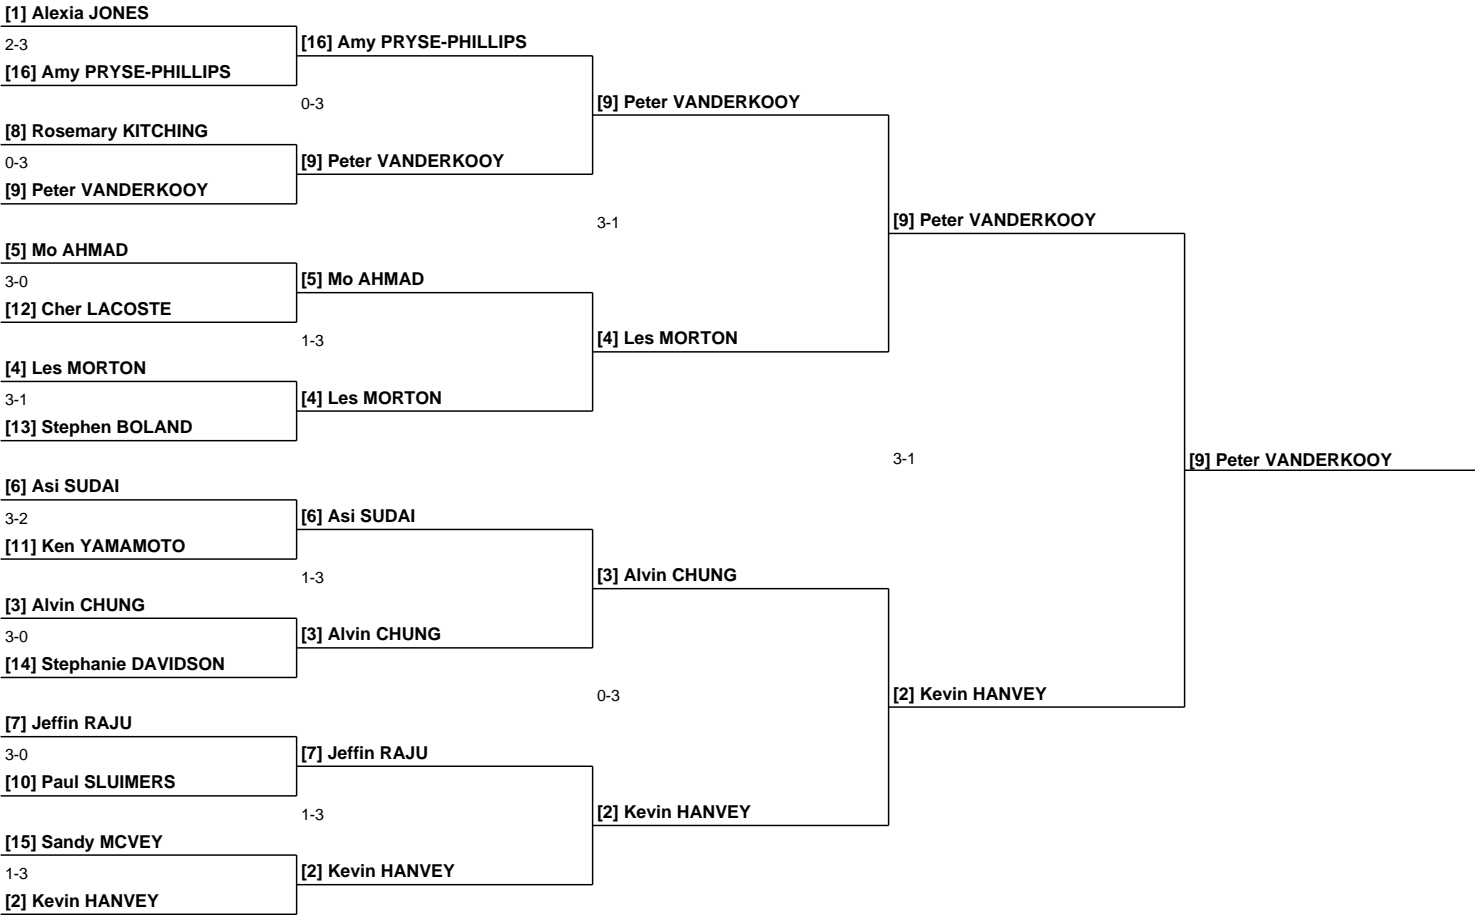 [1] Alexia JONES
2-3
[16] Amy PRYSE-PHILLIPS
[16] Amy PRYSE-PHILLIPS
0-3
[9] Peter VANDERKOOY
[8] Rosemary KITCHING
0-3
[9] Peter VANDERKOOY
[9] Peter VANDERKOOY
3-1
[9] Peter VANDERKOOY
[5] Mo AHMAD
3-0
[5] Mo AHMAD
[12] Cher LACOSTE
1-3
[4] Les MORTON
[4] Les MORTON
3-1
[4] Les MORTON
[13] Stephen BOLAND
3-1
[9] Peter VANDERKOOY
[6] Asi SUDAI
3-2
[6] Asi SUDAI
[11] Ken YAMAMOTO
1-3
[3] Alvin CHUNG
[3] Alvin CHUNG
3-0
[3] Alvin CHUNG
[14] Stephanie DAVIDSON
0-3
[2] Kevin HANVEY
[7] Jeffin RAJU
3-0
[7] Jeffin RAJU
[10] Paul SLUIMERS
1-3
[2] Kevin HANVEY
[15] Sandy MCVEY
1-3
[2] Kevin HANVEY
[2] Kevin HANVEY